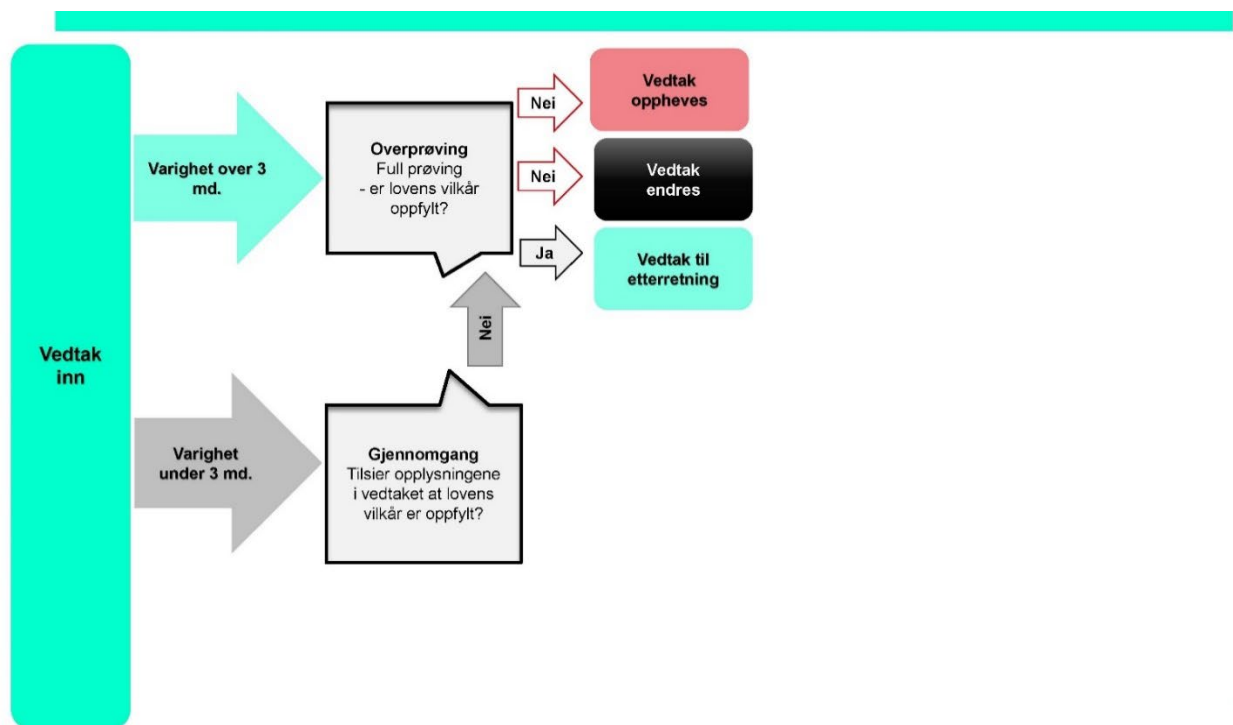 Vedtak
inn
Varighet over 3
md.
Overprøving
Full prøving
- er lovens vilkår
oppfylt?
Nei
Vedtak
oppheves
Nei
Vedtak
endres
Ja
Vedtak til
etterretning
Nei
Varighet
under 3 md.
Gjennomgang
Tilsier opplysningene
i vedtaket at lovens
vilkår er oppfylt?